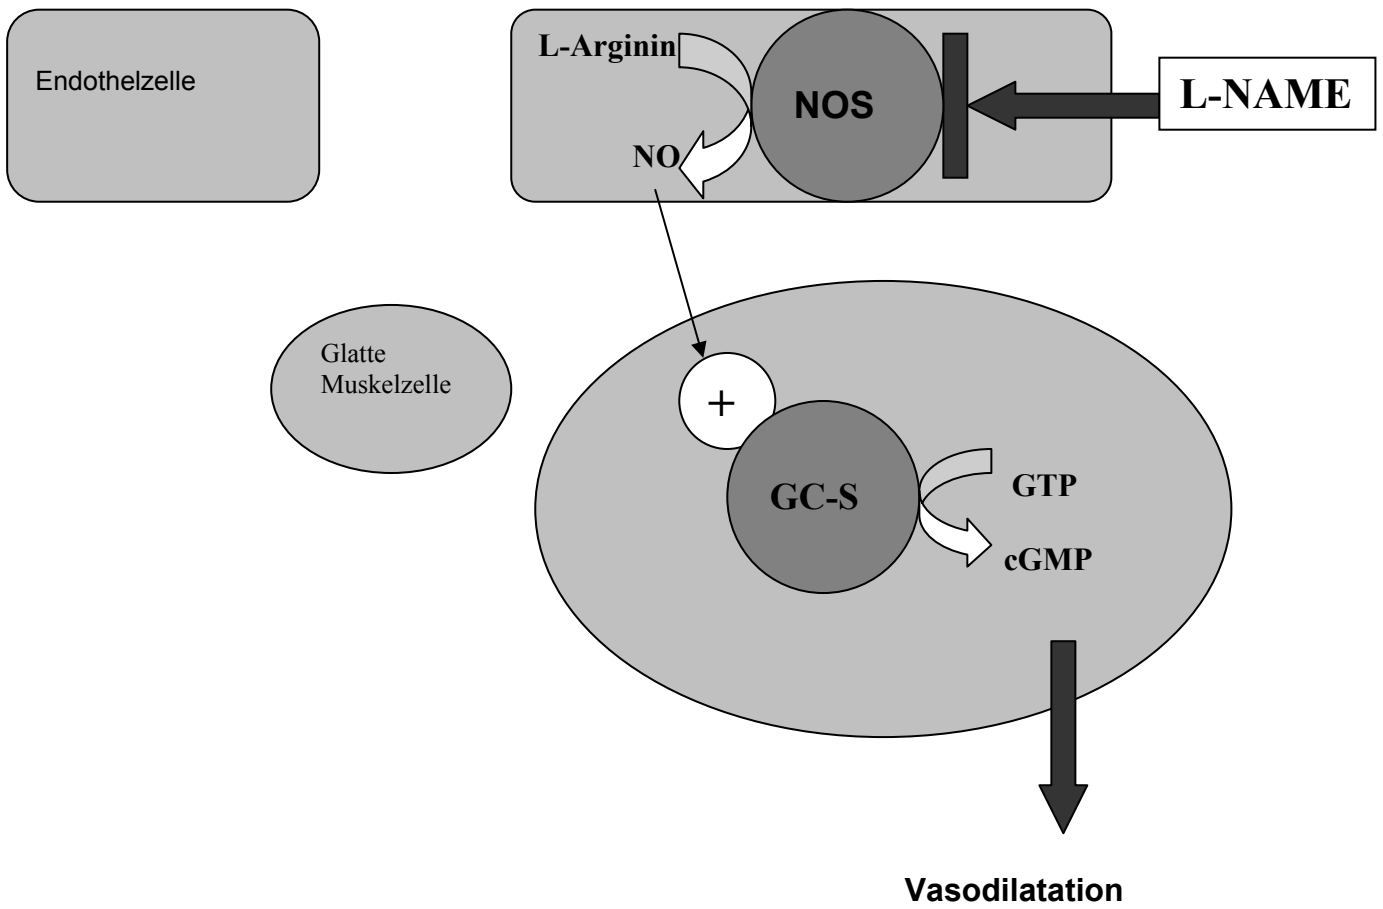 Endothelzelle
L-Arginin
NOS
L-NAME
NO
Glatte
Muskelzelle
+
GC-S
GTP
cGMP
Vasodilatation